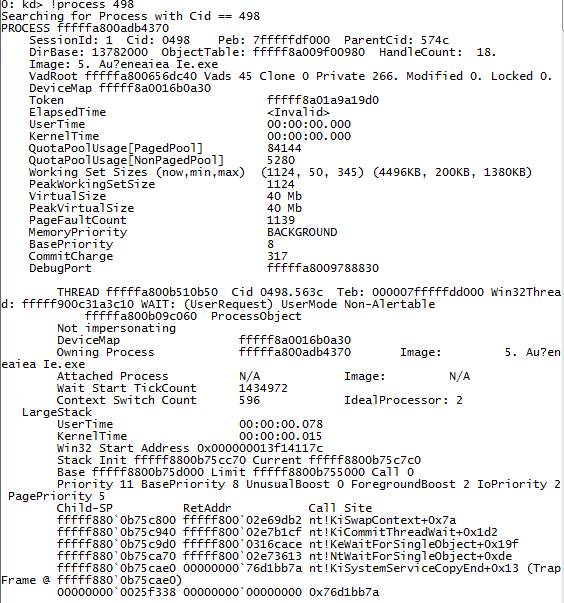 0: kd> !process 498
Searching for Process with Cid == 498
PROCESS fffffa800adb4370
SessionId: 1 Cid: 0498 Peb: 7fffffdf000 ParentCid: 574c
DirBase: 13782000 ObjectTable: fffff8a009f00980 HandleCount: 18.
Image: 5. Au?eneaiea Ie.exe
VadRoot fffffa800656dc40 Vads 45 Clone 0 Private 266. Modified 0. Locked 0.
DeviceMap fffff8a0016b0a30
Token fffff8a01a9a19d0
ElapsedTime <Invalid>
UserTime 00:00:00.000
KernelTime 00:00:00.000
QuotaPoolUsage[PagedPool] 84144
QuotaPoolUsage[NonPagedPool] 5280
Working Set Sizes (now,min,max) (1124, 50, 345) (4496KB, 200KB, 1380KB)
PeakWorkingSetSize 1124
VirtualSize 40 Mb
PeakVirtualSize 40 Mb
PageFaultCount 1139
MemoryPriority BACKGROUND
BasePriority 8
CommitCharge 317
DebugPort fffffa8009788830
THREAD fffffa800b510b50 Cid 0498.563c Teb: 000007fffffdd000 Win32Threa
d: fffff900c31a3c10 WAIT: (UserRequest) UserMode Non-Alertable
fffffa800b09c060 ProcessObject
Not impersonating
DeviceMap fffff8a0016b0a30
Owning Process fffffa800adb4370 Image: 5. Au?en
eaiea Ie.exe
Attached Process N/A Image: N/A
Wait Start TickCount 1434972
Context Switch Count 596 IdealProcessor: 2
LargeStack
UserTime 00:00:00.078
KernelTime 00:00:00.015
Win32 Start Address 0x000000013f14117c
Stack Init fffff8800b75cc70 Current fffff8800b75c7c0
Base fffff8800b75d000 Limit fffff8800b755000 Call 0
Priority 11 BasePriority 8 UnusualBoost 0 ForegroundBoost 2 IoPriority 2
PagePriority 5
Child-SP RetAddr Call Site
fffff880`0b75c800 fffff800`02e69db2 nt!KiSwapContext+0x7a
fffff880`0b75c940 fffff800`02e7b1cf nt!KiCommitThreadWait+0x1d2
fffff880`0b75c9d0 fffff800`0316cace nt!KeWaitForSingleObject+0x19f
fffff880`0b75ca70 fffff800`02e73613 nt!NtWaitForSingleObject+0xde
fffff880`0b75cae0 00000000`76d1bb7a nt!KiSystemServiceCopyEnd+0x13 (Trap
Frame @ fffff880`0b75cae0)
00000000`0025f338 00000000`00000000 0x76d1bb7a